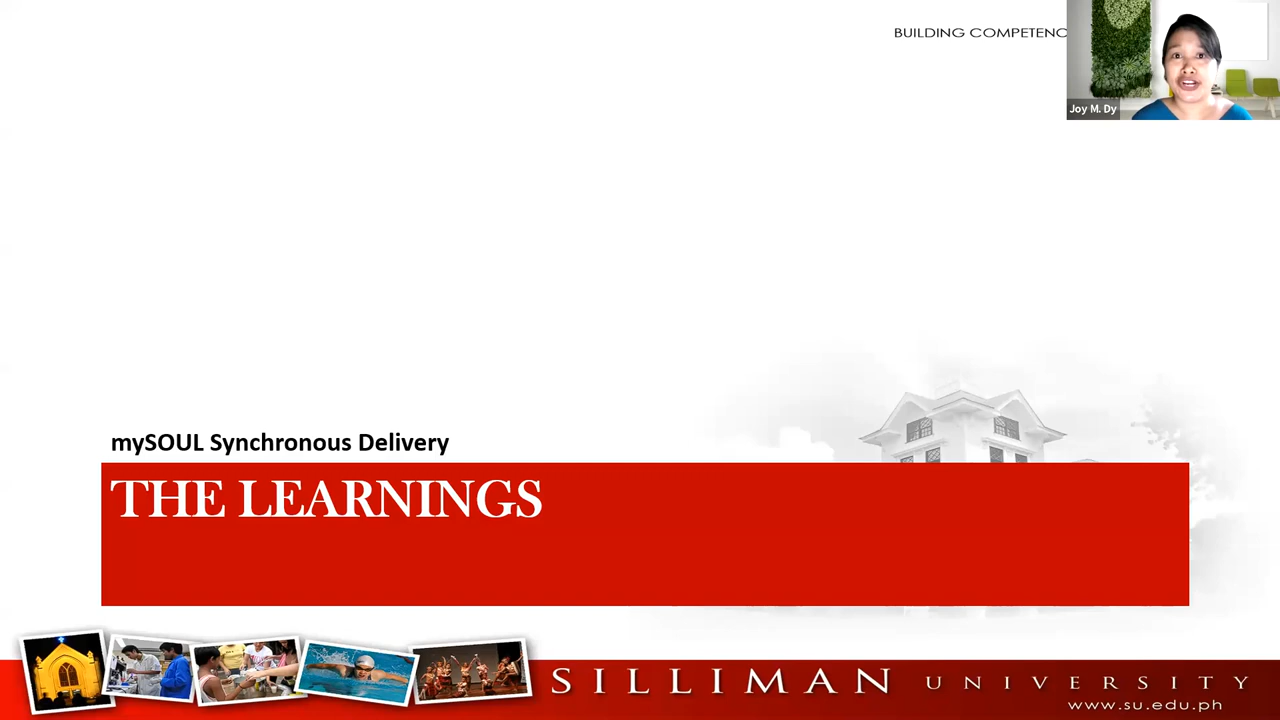 BUILDING COMPETENC
Joy M. Dy
mySOUL Synchronous Delivery
THE LEARNINGS
SILLIMAN UNIVERSITY
www.su.edu.ph